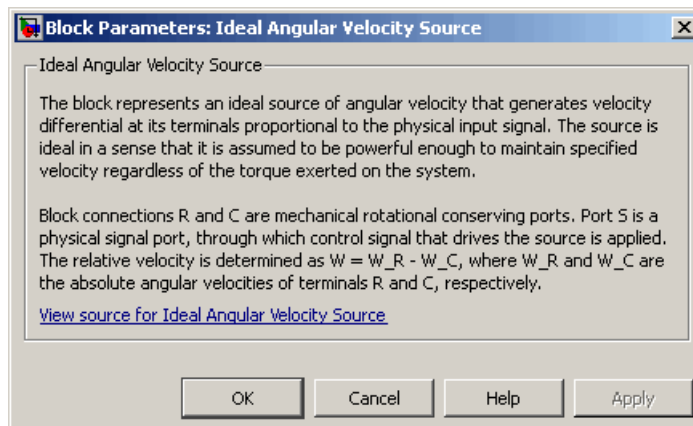 Block Parameters: Ideal Angular Velocity Source
Ideal Angular Velocity Source
The block represents an ideal source of angular velocity that generates velocity
differential at its terminals proportional to the physical input signal. The source is
ideal in a sense that it is assumed to be powerful enough to maintain specified
velocity regardless of the torque exerted on the system.
Block connections R and C are mechanical rotational conserving ports. Port S is a
physical signal port, through which control signal that drives the source is applied.
The relative velocity is determined as W = W_R - W_C, where W_R and W_C are
the absolute angular velocities of terminals R and C, respectively.
View source for Ideal Angular Velocity Source
OK Cancel Help Apply